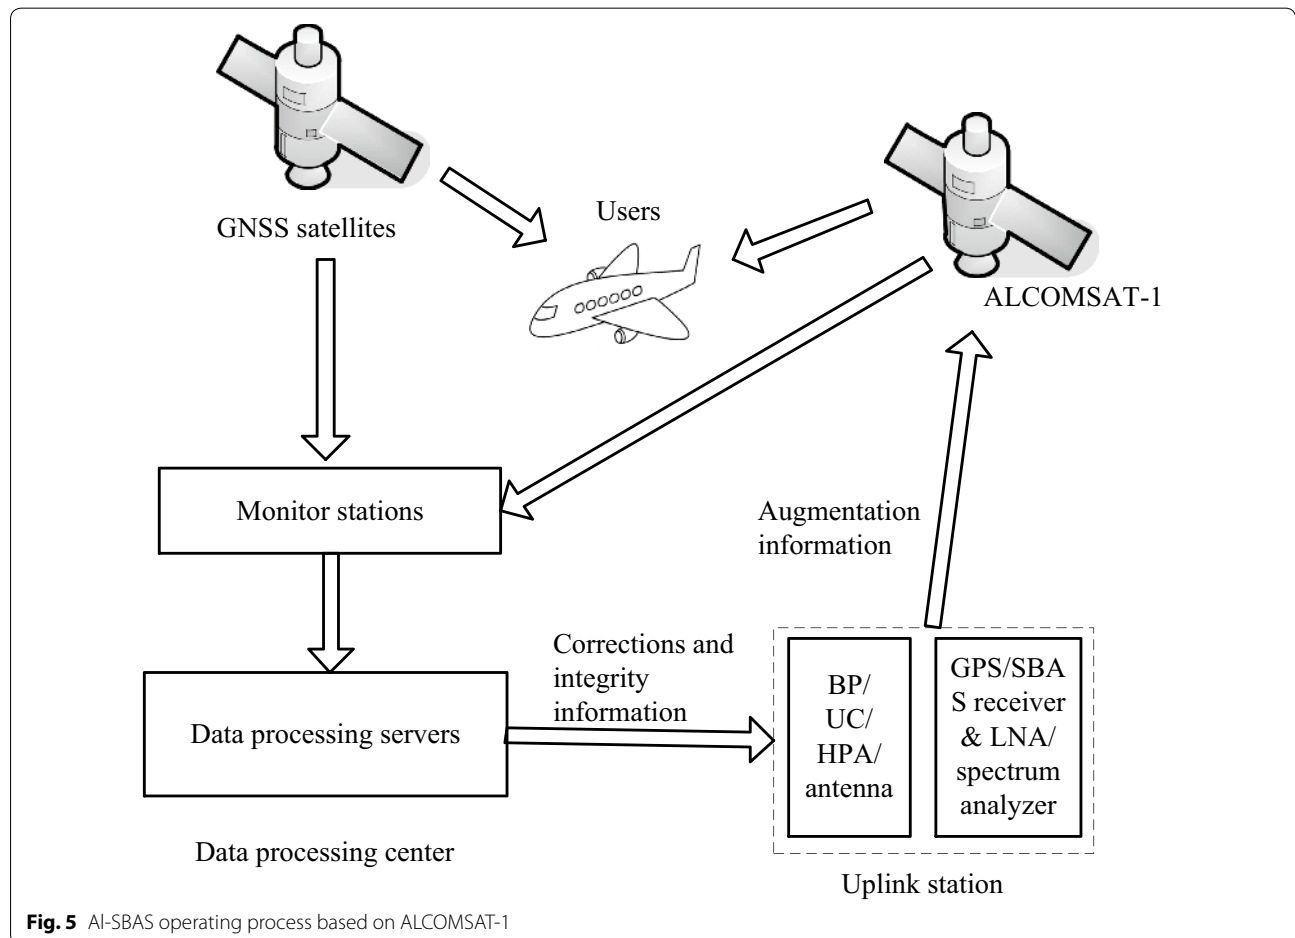 GNSS satellites
Users
ALCOMSAT-1
Monitor stations
Augmentation
information
Corrections and
integrity
information
Data processing servers
BP/
UC/
HPA/
antenna
GPS/SBA
S receiver
& LNA/
spectrum
analyzer
Data processing center
Uplink station
Fig. 5 Al-SBAS operating process based on ALCOMSAT-1